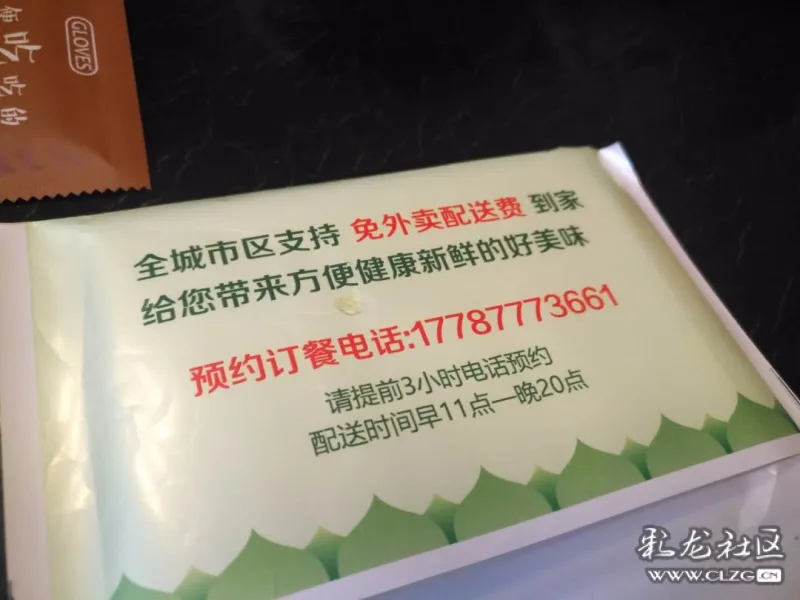 GLOVES
吃吃的
全城市区支持 免外卖配送费 到家
给您带来方便健康新鲜的好美味
预约订餐电话:17787773661
请提前3小时电话预约
配送时间早11点—晚20点
彩龙社区
WWW.CLZG.CN